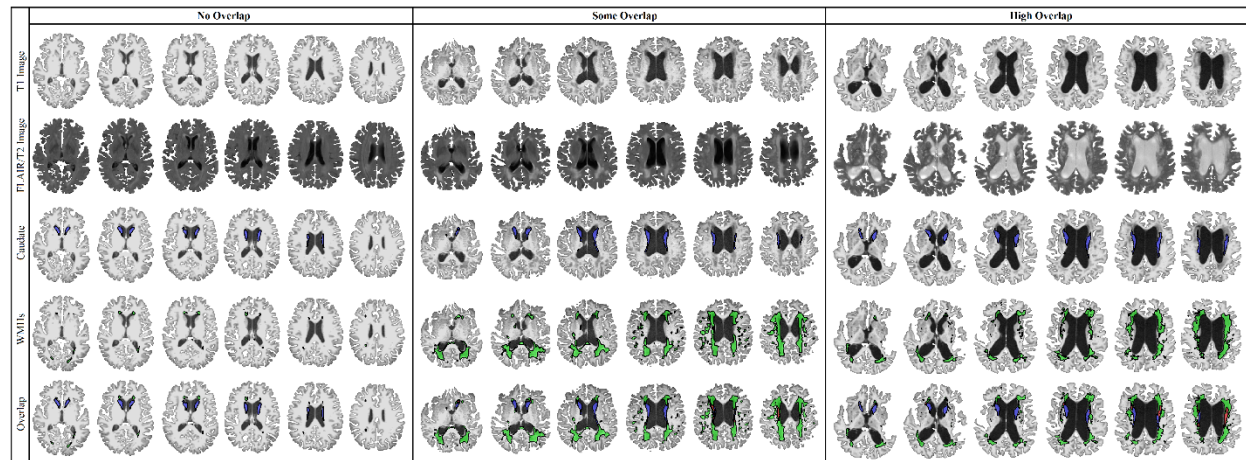 No Overlap
Some Overlap
High Overlap
T1 Image
FLAIR/T2 Image
Caudate
WMHs
Overlap